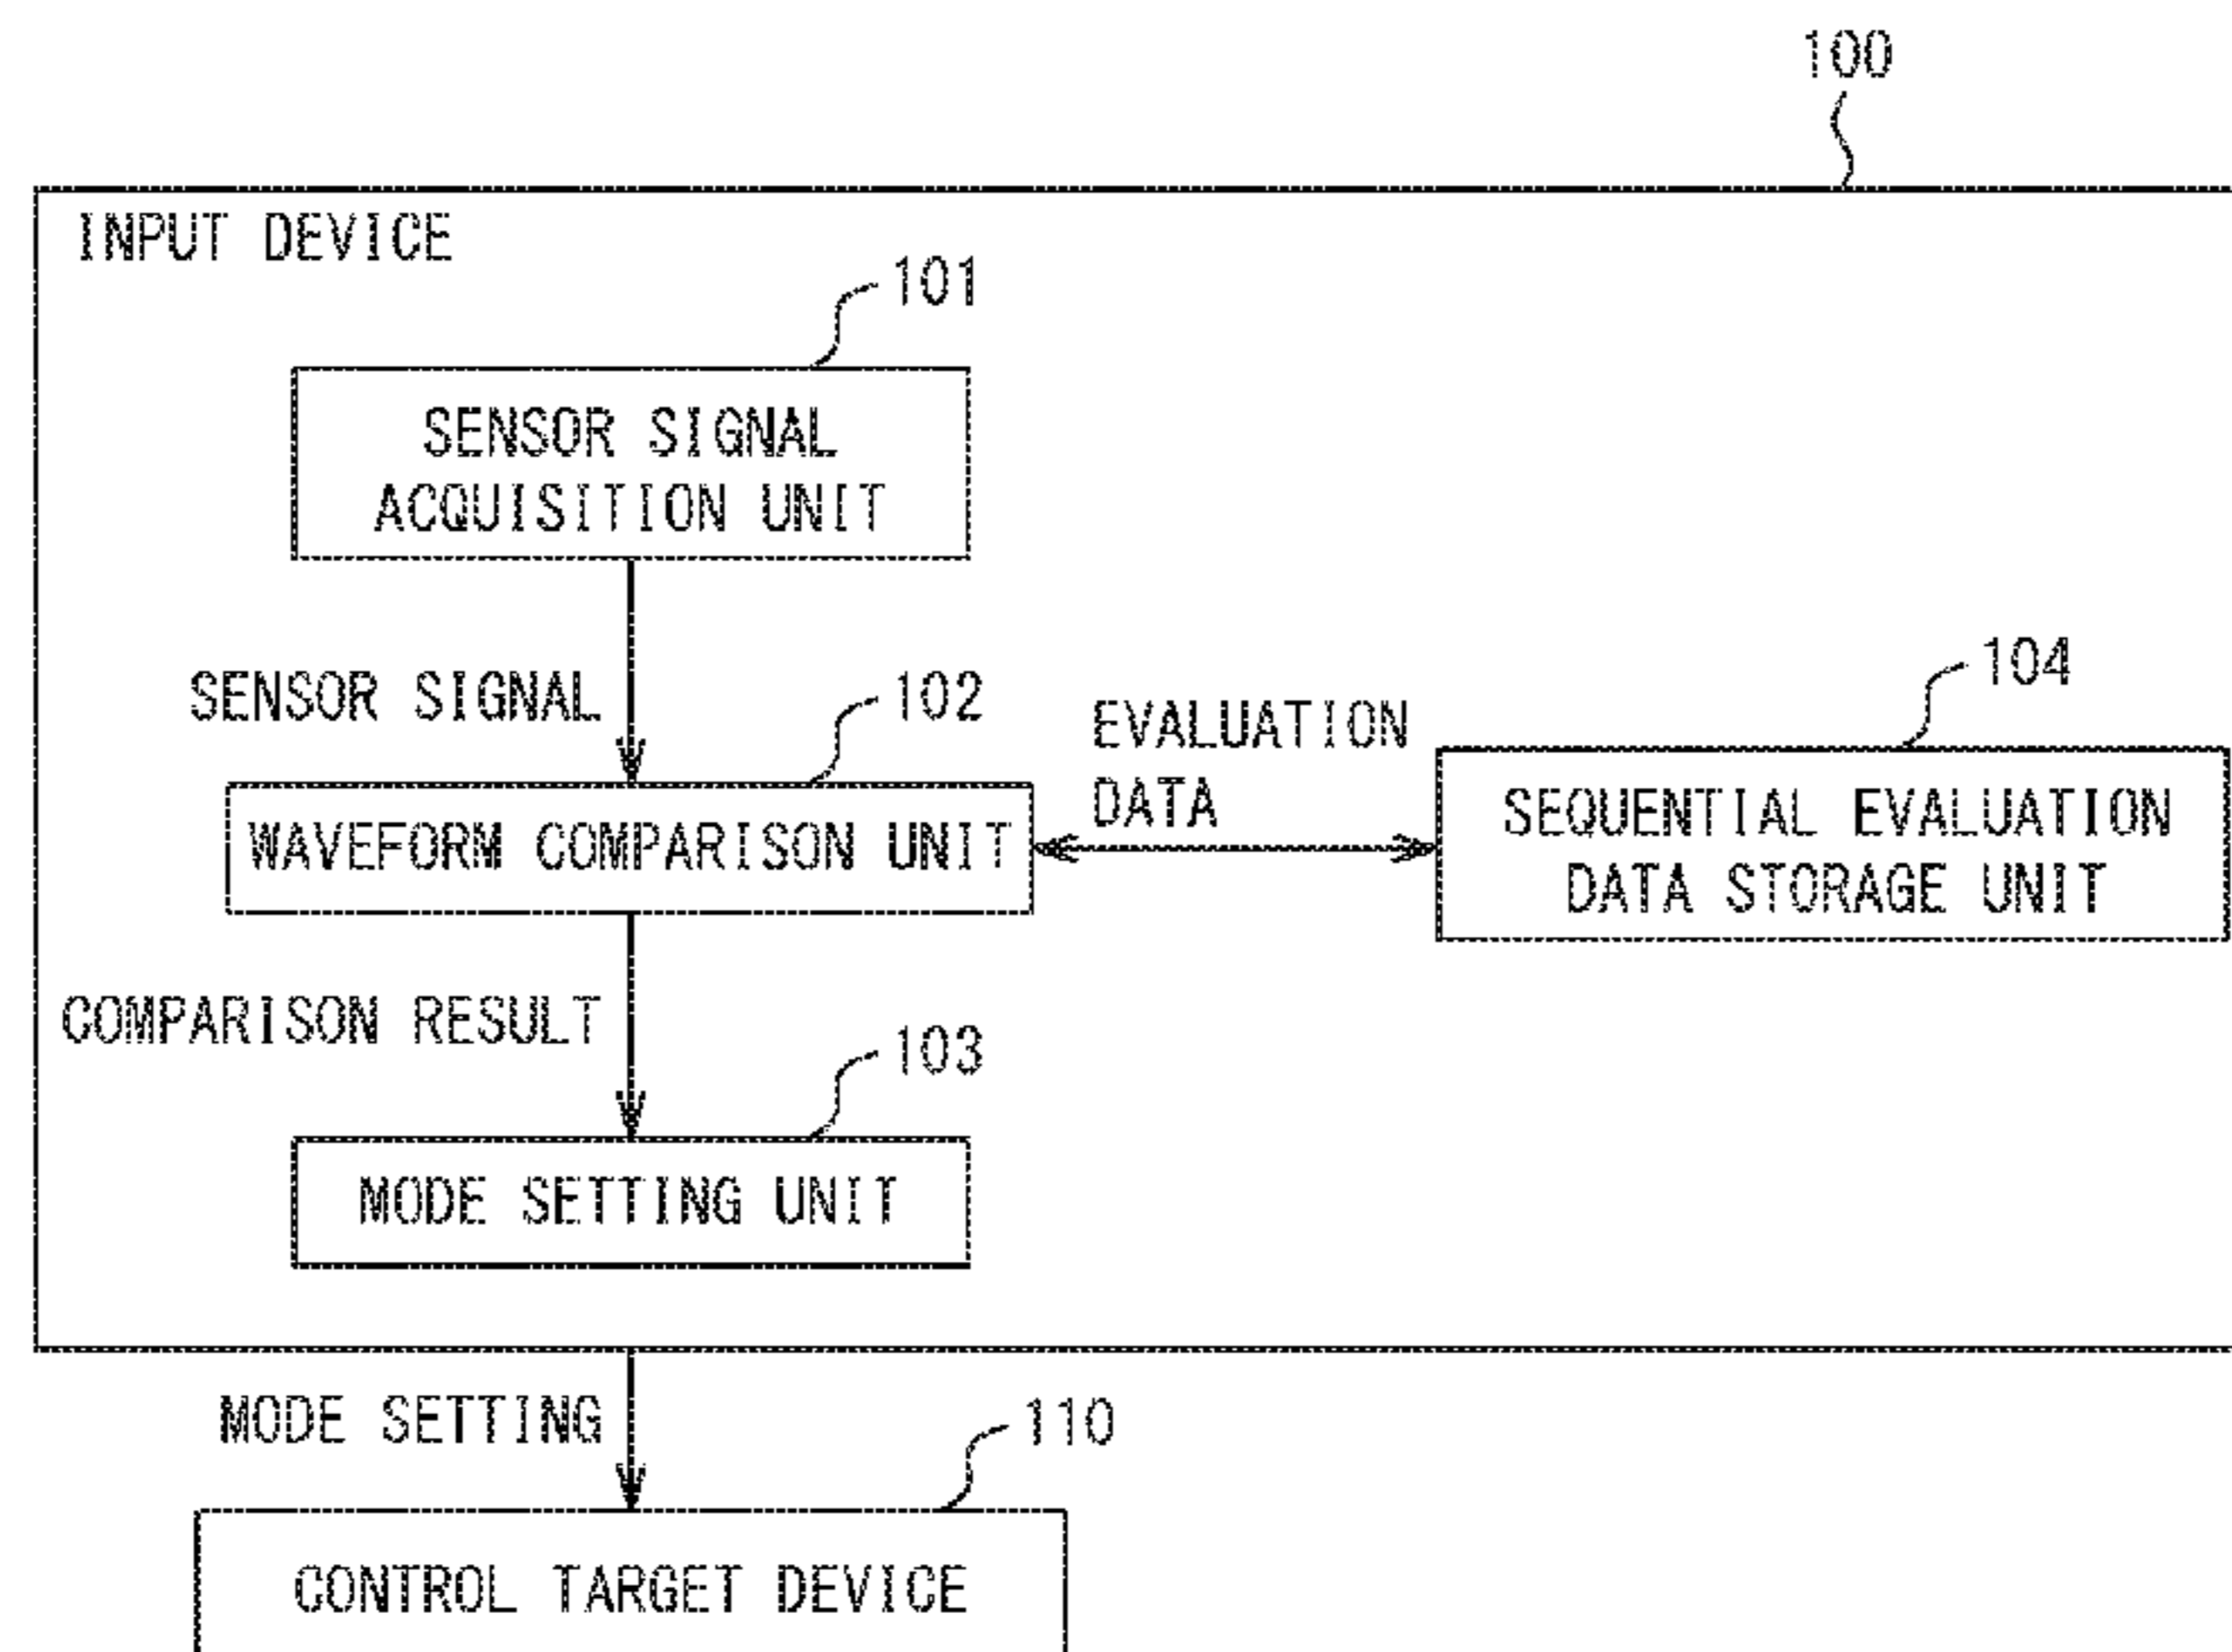 100
INPUT DEVICE
101
SENSOR SIGNAL
ACQUISITION UNIT
SENSOR SIGNAL
102
EVALUATION
DATA
104
WAVEFORM COMPARISON UNIT
SEQUENTIAL EVALUATION
DATA STORAGE UNIT
COMPARISON RESULT
103
MODE SETTING UNIT
MODE SETTING
110
CONTROL TARGET DEVICE